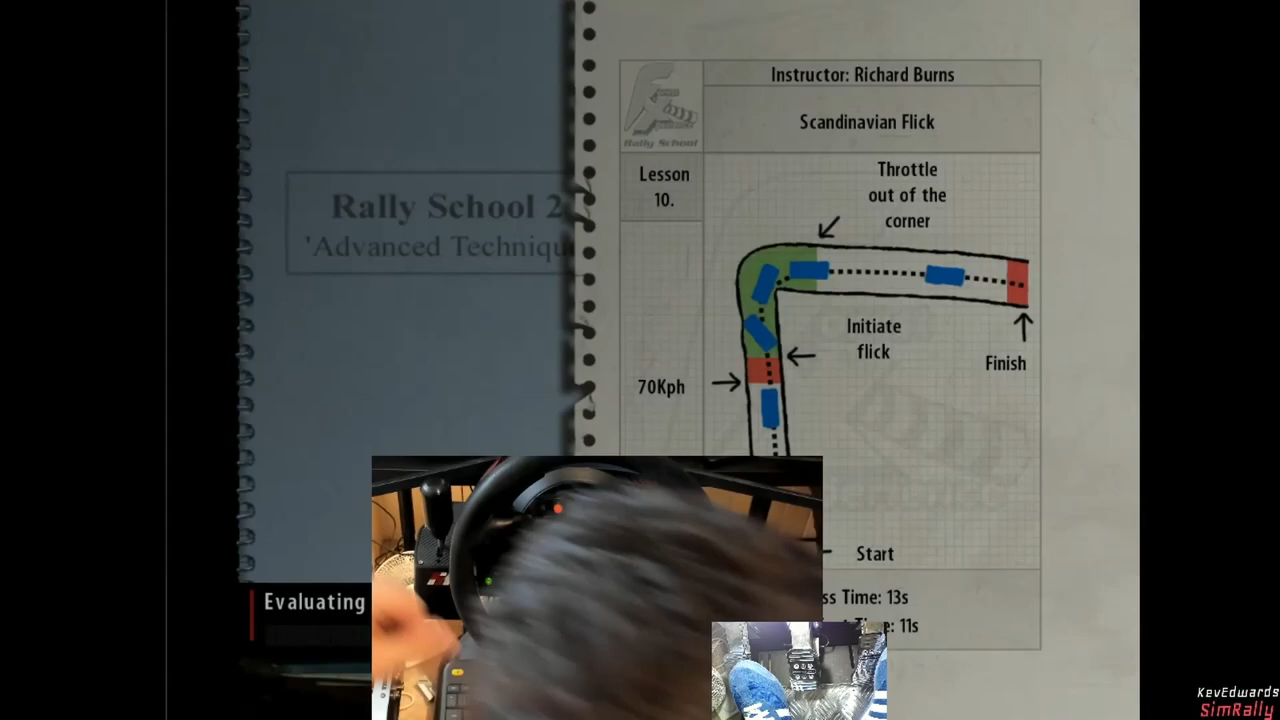 Instructor: Richard Burns
Scandinavian Flick
Rally School
Lesson
10.
Throttle
out of the
corner
Rally School 2
'Advanced Techniqu
Initiate
flick
Finish
70Kph
Start
Evaluating
ss Time: 13s
e: 11s
KevEdwards
SimRally